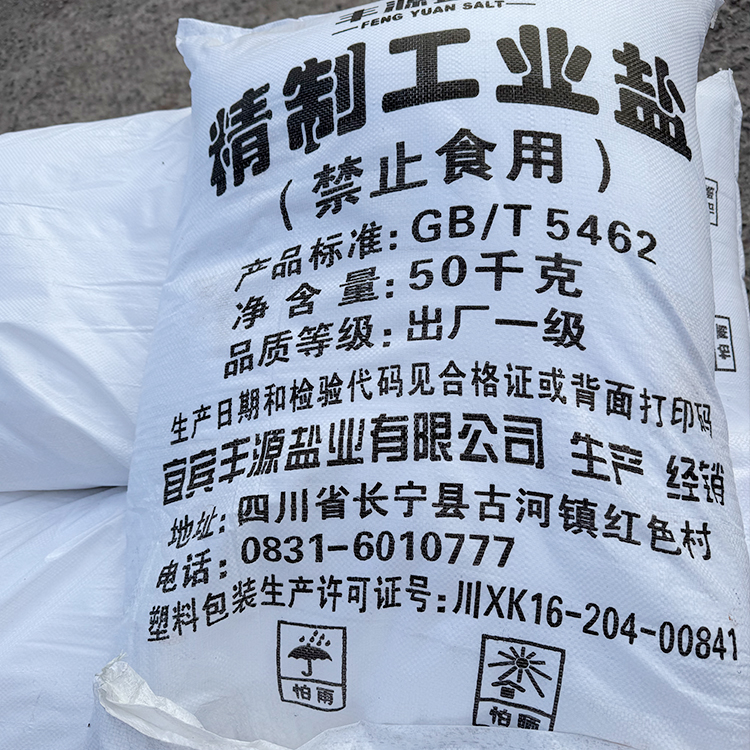 丰源
FENG YUAN SALT
精制工业盐
(禁止食用)
产品标准:GB/T 5462
净含量:50千克
品质等级:出厂一级
生产日期和检验代码见合格证或背面打印码
宜宾丰源盐业有限公司 生产 经销
地址:四川省长宁县古河镇红色村
电话:0831-6010777
塑料包装生产许可证号:川XK16-204-00841
怕雨
怕晒
怕雨